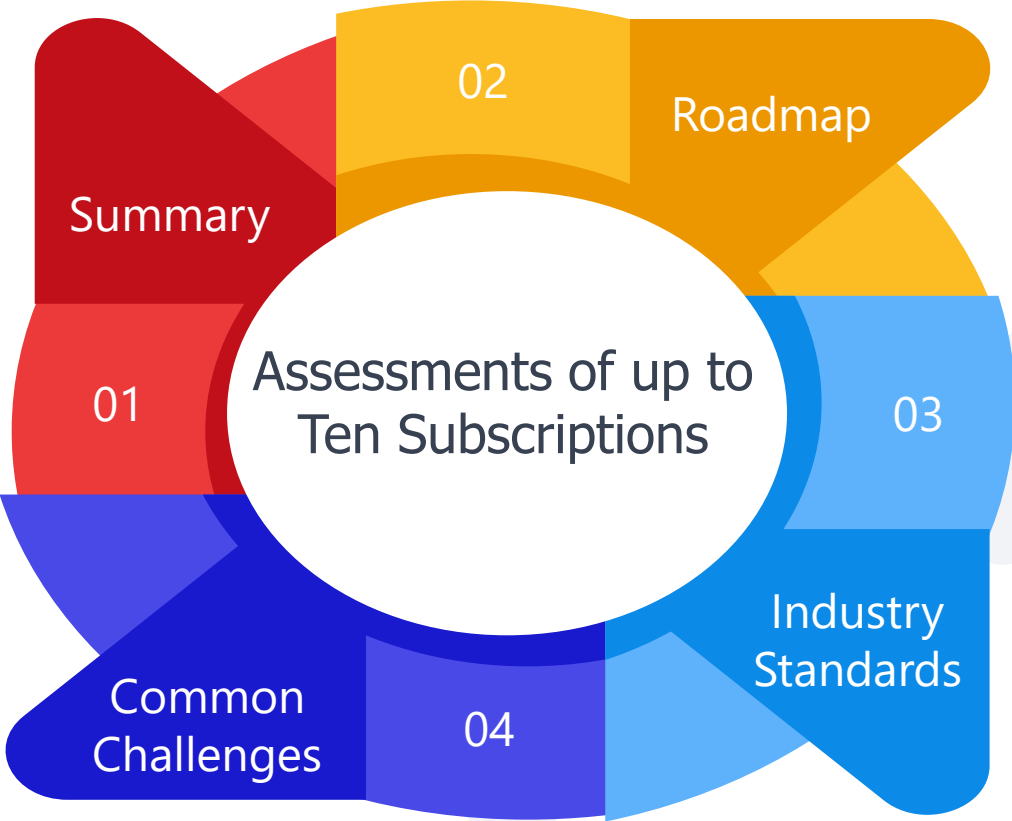 Summary
01
02
Roadmap
03
Industry
Standards
04
Common
Challenges
Assessments of up to
Ten Subscriptions